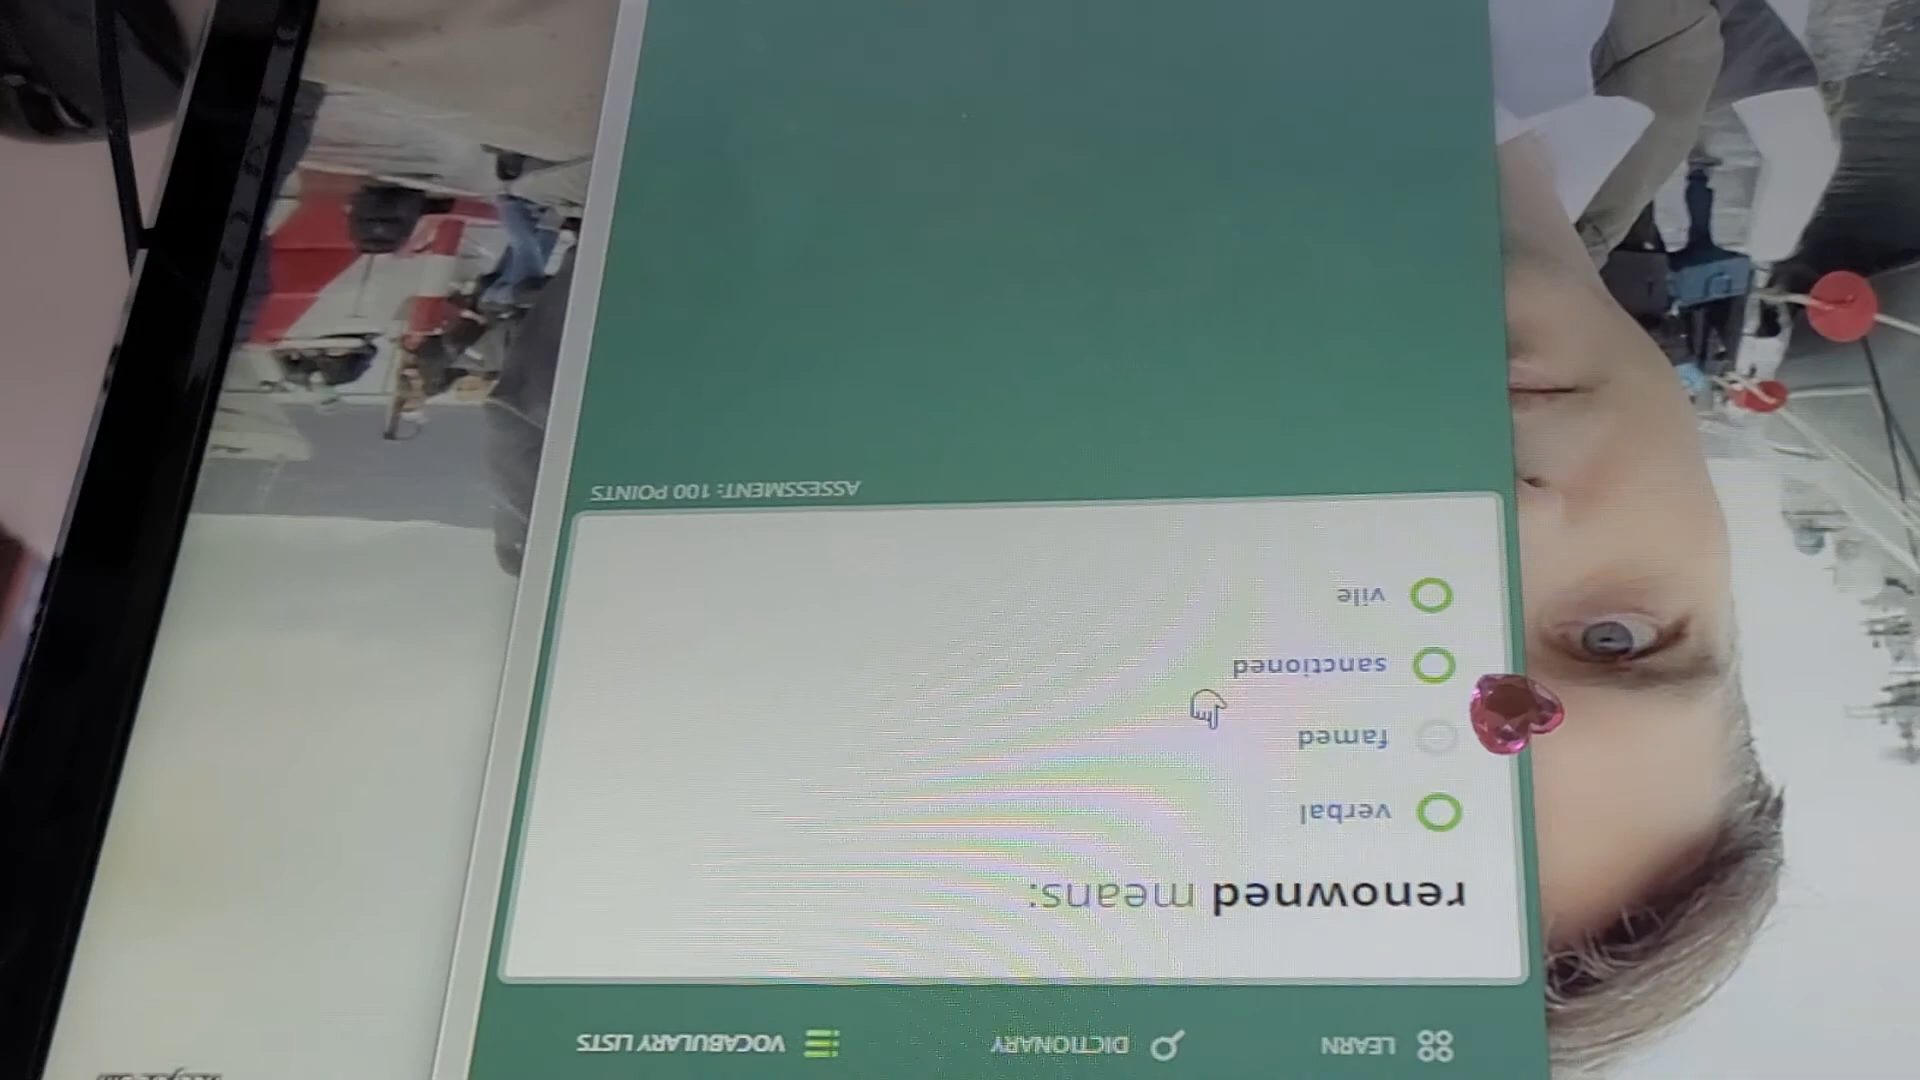 LEARN
DICTIONARY
VOCABULARY LISTS
renowned means:
verbal
famed
sanctioned
vile
ASSESSMENT: 100 POINTS